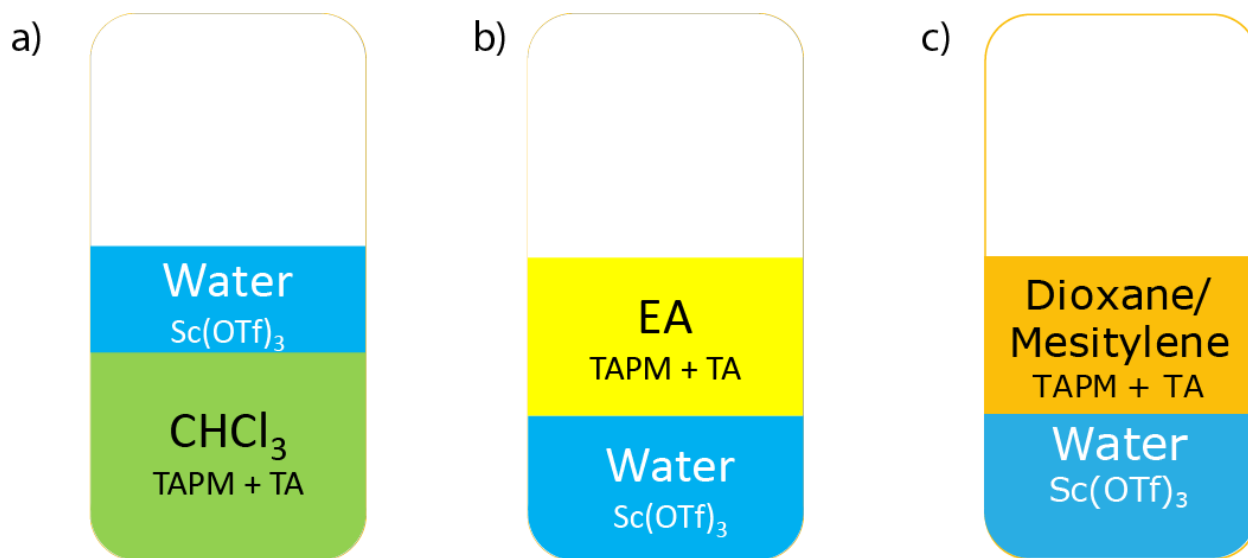 a)
Water
Sc(OTf)₃
CHCl₃
TAPM + TA
b)
EA
TAPM + TA
Water
Sc(OTf)₃
c)
Dioxane/
Mesitylene
TAPM + TA
Water
Sc(OTf)₃